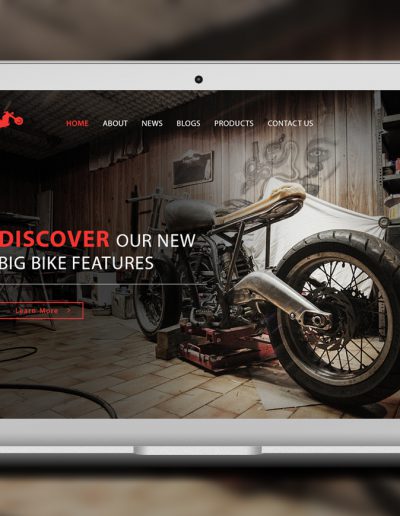 HOME ABOUT NEWS BLOGS PRODUCTS CONTACT US
DISCOVER OUR NEW
BIG BIKE FEATURES
Learn More >